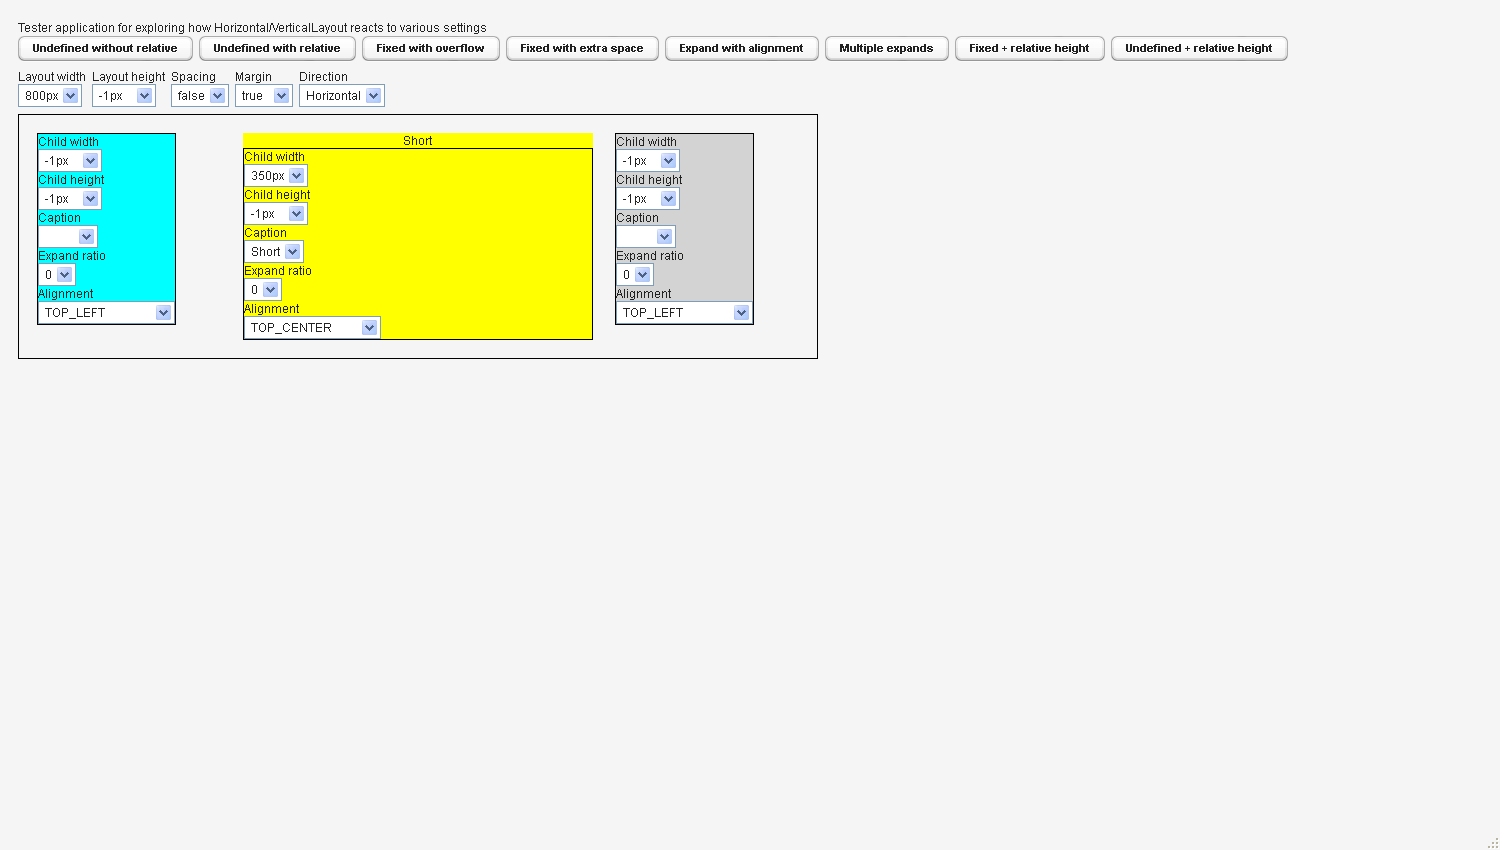 Tester application for exploring how Horizontal/VerticalLayout reacts to various settings
Undefined without relative Undefined with relative Fixed with overflow Fixed with extra space Expand with alignment Multiple expands Fixed + relative height Undefined + relative height
Layout width Layout height Spacing Margin Direction
800px -1px false true Horizontal
Child width
-1px
Child height
-1px
Caption
Expand ratio
0
Alignment
TOP_LEFT
Short
Child width
350px
Child height
-1px
Caption
Short
Expand ratio
0
Alignment
TOP_CENTER
Child width
-1px
Child height
-1px
Caption
Expand ratio
0
Alignment
TOP_LEFT